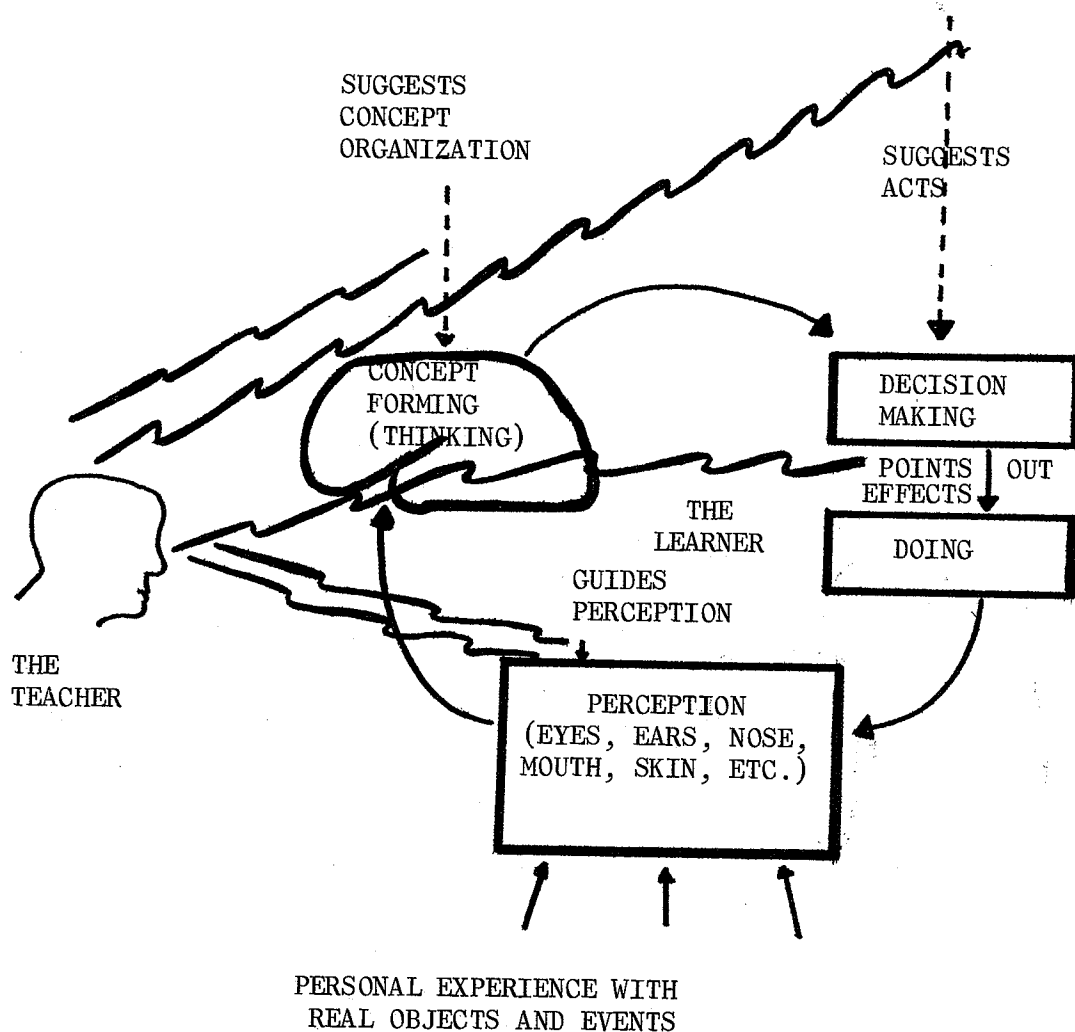 SUGGESTS
CONCEPT
ORGANIZATION
SUGGESTS
ACTS
CONCEPT
FORMING
(THINKING)
DECISION
MAKING
POINTS OUT
EFFECTS
THE
LEARNER
DOING
GUIDES
PERCEPTION
THE
TEACHER
PERCEPTION
(EYES, EARS, NOSE,
MOUTH, SKIN, ETC.)
PERSONAL EXPERIENCE WITH
REAL OBJECTS AND EVENTS